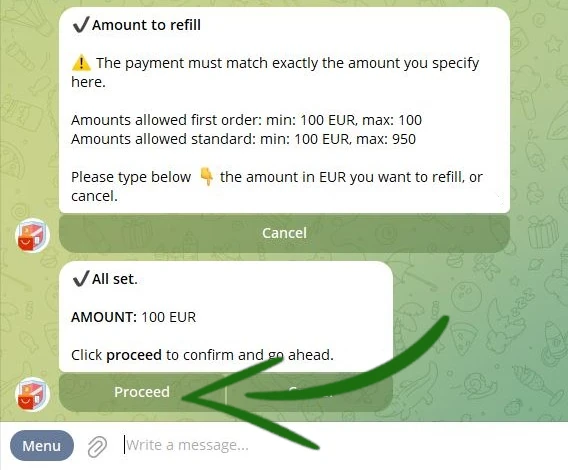 ✔Amount to refill
⚠️ The payment must match exactly the amount you specify
here.
Amounts allowed first order: min: 100 EUR, max: 100
Amounts allowed standard: min: 100 EUR, max: 950
Please type below 👇 the amount in EUR you want to refill, or
cancel.
Cancel
✔All set.
AMOUNT: 100 EUR
Click proceed to confirm and go ahead.
Proceed
Menu
Write a message...